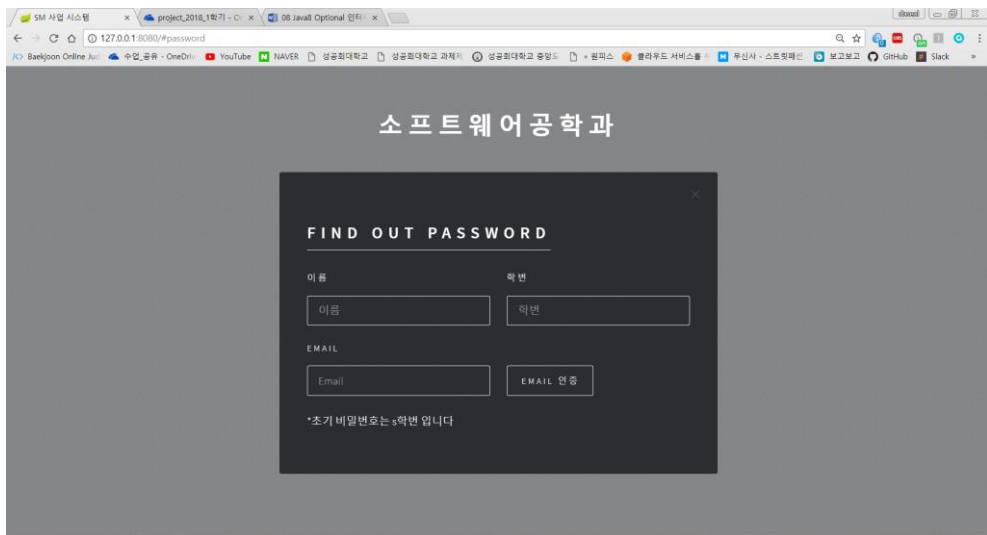 SM 사업 시스템
project_2018_1학기 - O
08 Java8 Optional 인터
127.0.0.1:8080/#password
Baekjoon Online Jud
수업_공유 - OneDriv
YouTube
NAVER
성공회대학교
성공회대학교 과제
성공회대학교 중앙도
원피스
클라우드 서비스를
무신사 - 스트릿패션
보고보고
GitHub
Slack
소프트웨어공학과
FIND OUT PASSWORD
이름 학번
이름 학번
EMAIL
Email EMAIL 인증
*초기 비밀번호는 s학번 입니다